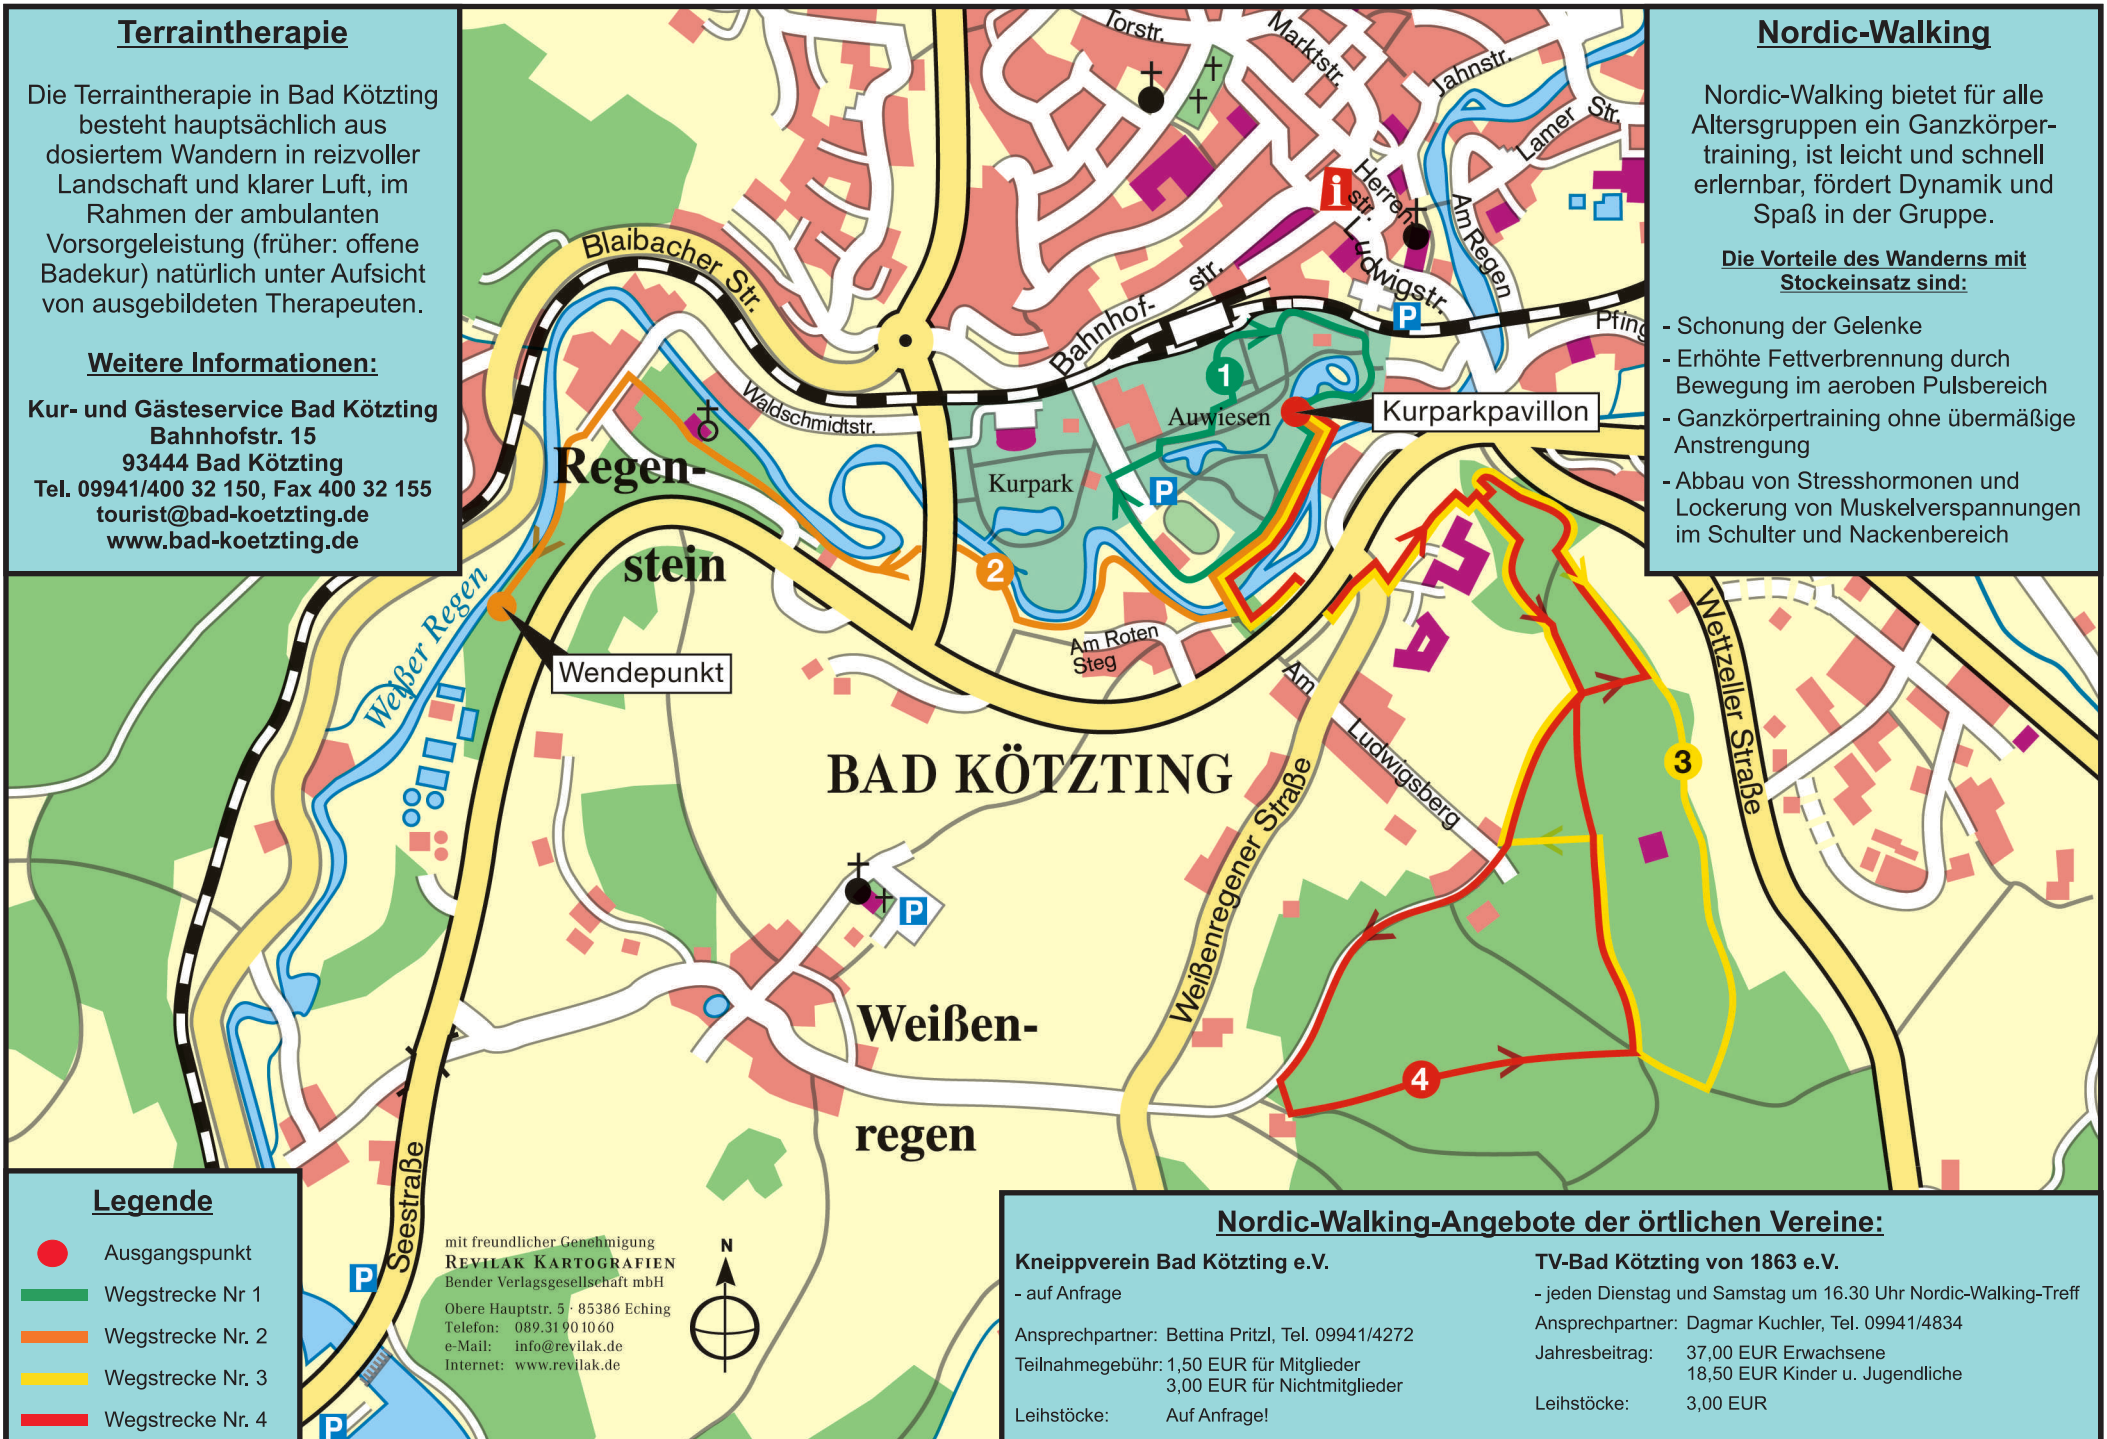 Terraintherapie
Die Terraintherapie in Bad Kötzting
besteht hauptsächlich aus
dosiertem Wandern in reizvoller
Landschaft und klarer Luft, im
Rahmen der ambulanten
Vorsorgeleistung (früher: offene
Badekur) natürlich unter Aufsicht
von ausgebildeten Therapeuten.
Weitere Informationen:
Kur- und Gästeservice Bad Kötzting
Bahnhofstr. 15
93444 Bad Kötzting
Tel. 09941/400 32 150, Fax 400 32 155
tourist@bad-koetzting.de
www.bad-koetzting.de
Nordic-Walking
Nordic-Walking bietet für alle
Altersgruppen ein Ganzkörper-
training, ist leicht und schnell
erlernbar, fördert Dynamik und
Spaß in der Gruppe.
Die Vorteile des Wanderns mit
Stockeinsatz sind:
- Schonung der Gelenke
- Erhöhte Fettverbrennung durch
Bewegung im aeroben Pulsbereich
- Ganzkörpertraining ohne übermäßige
Anstrengung
- Abbau von Stresshormonen und
Lockerung von Muskelverspannungen
im Schulter und Nackenbereich
Torstr.
Marktstr.
Jahnstr.
Lamer Str.
Herren-
str.
i
Am Regen
Ludwigstr.
Blaibacher Str.
Bahnhof-
str.
P
Pfing
1
Auwiesen
Kurparkpavillon
Waldschmidtstr.
Regen-
stein
Kurpark
P
2
Weißer Regen
Wendepunkt
Am Roten
Steg
Am
Ludwigsberg
Wettzeller Straße
3
BAD KÖTZTING
Weißenregener Straße
P
Weißen-
regen
4
Seestraße
P
P
Legende
Ausgangspunkt
Wegstrecke Nr 1
Wegstrecke Nr. 2
Wegstrecke Nr. 3
Wegstrecke Nr. 4
mit freundlicher Genehmigung
REVILAK KARTOGRAFIEN
Bender Verlagsgesellschaft mbH
Obere Hauptstr. 5 · 85386 Eching
Telefon: 089.31901060
e-Mail: info@revilak.de
Internet: www.revilak.de
N
Nordic-Walking-Angebote der örtlichen Vereine:
Kneippverein Bad Kötzting e.V.
- auf Anfrage
Ansprechpartner: Bettina Pritzl, Tel. 09941/4272
Teilnahmegebühr: 1,50 EUR für Mitglieder
3,00 EUR für Nichtmitglieder
Leihstöcke: Auf Anfrage!
TV-Bad Kötzting von 1863 e.V.
- jeden Dienstag und Samstag um 16.30 Uhr Nordic-Walking-Treff
Ansprechpartner: Dagmar Kuchler, Tel. 09941/4834
Jahresbeitrag: 37,00 EUR Erwachsene
18,50 EUR Kinder u. Jugendliche
Leihstöcke: 3,00 EUR